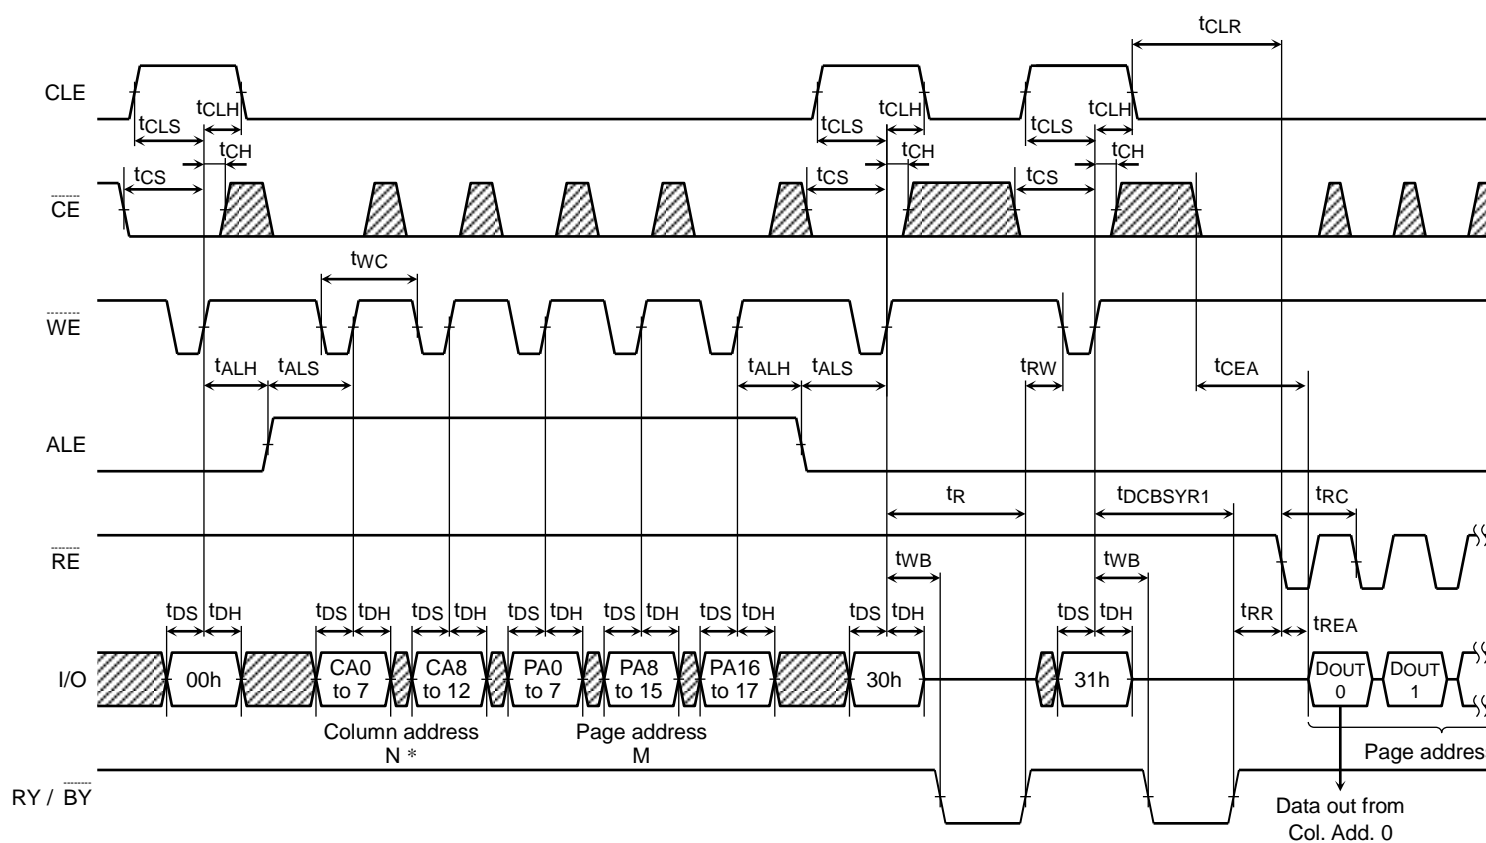 tCLR
CLE
tCLH tCLH tCLH
tCLS tCLS tCLS
tCH tCH tCH
tCS tCS tCS
CE
tWC
WE
tALH tALS tALH tALS tRW tCEA
ALE
tR tDCBSYR1 tRC
RE
tWB tWB
tDS tDH tDS tDH tDS tDH tDS tDH tDS tDH tDS tDH tDS tDH tDS tDH tRR tREA
I/O 00h CA0 to 7 CA8 to 12 PA0 to 7 PA8 to 15 PA16 to 17 30h 31h DOUT 0 DOUT 1
Column address
N *
Page address
M
Page address
RY / BY
Data out from
Col. Add. 0